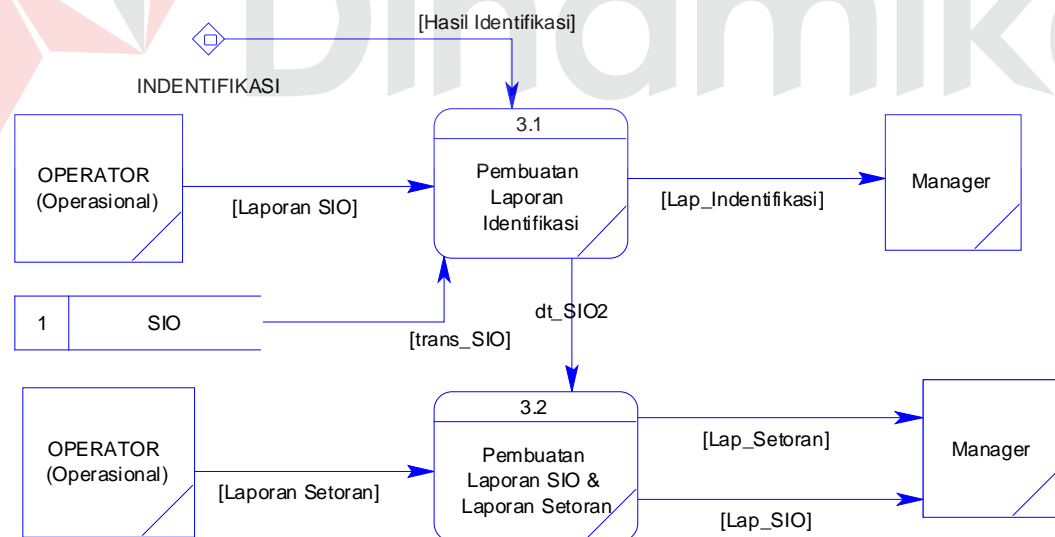 Dinamika
[Hasil Identifikasi]
INDENTIFIKASI
OPERATOR
(Operasional)
[Laporan SIO]
3.1
Pembuatan
Laporan
Identifikasi
[Lap_Indentifikasi]
Manager
1
SIO
[trans_SIO]
dt_SIO2
OPERATOR
(Operasional)
[Laporan Setoran]
3.2
Pembuatan
Laporan SIO &
Laporan Setoran
[Lap_Setoran]
[Lap_SIO]
Manager